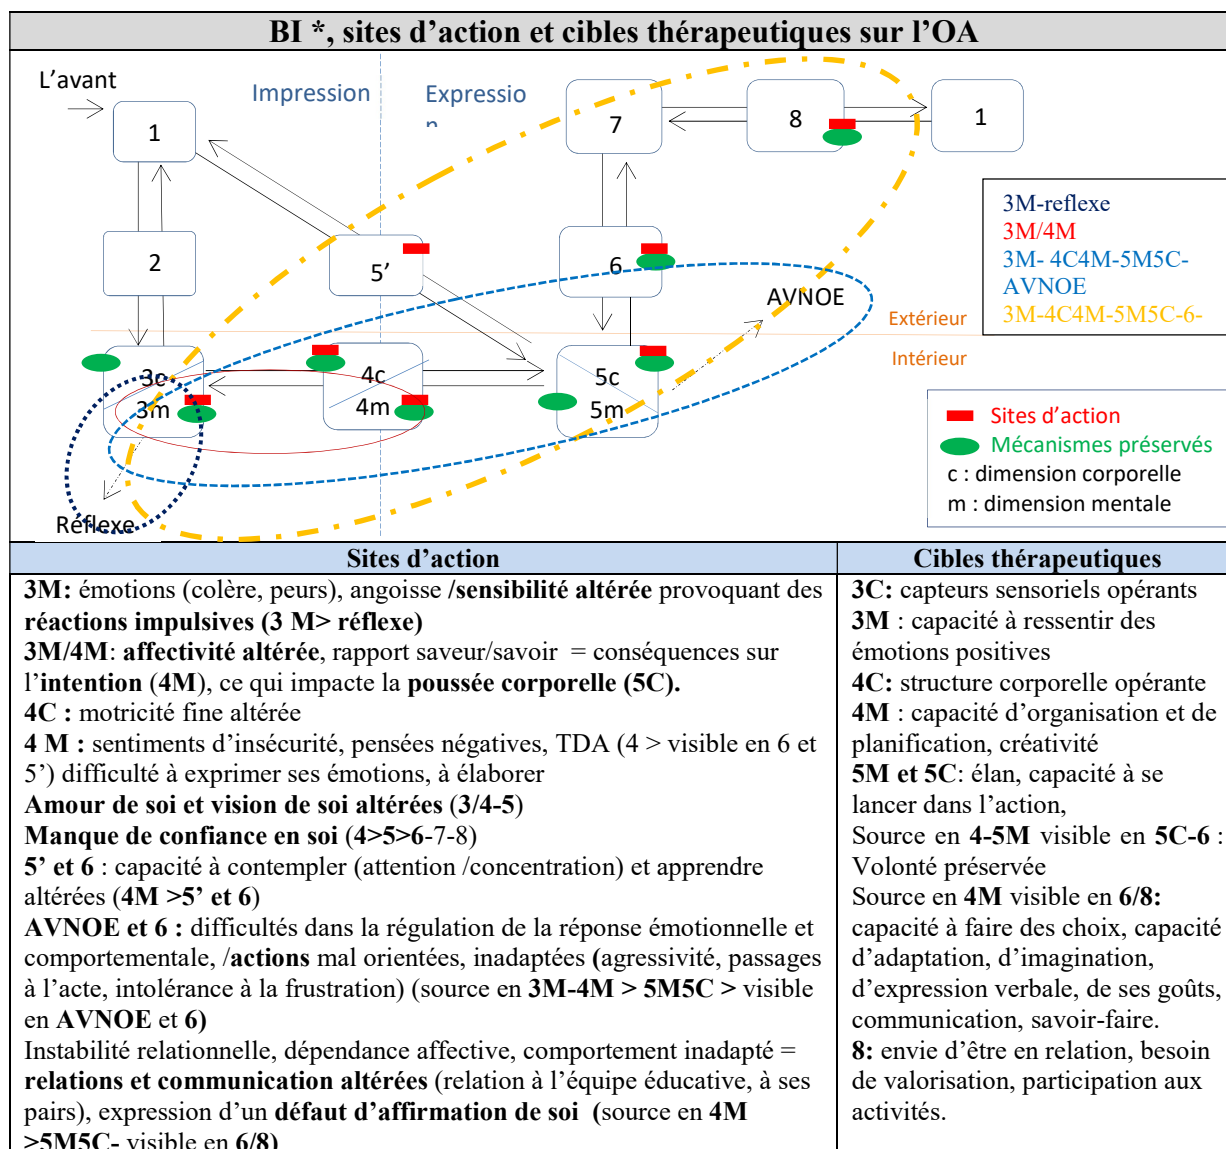 BI *, sites d’action et cibles thérapeutiques sur l’OA
L’avant
Impression
Expressio
n
1
2
3c
3m
Réflexe
5’
4c
4m
7
8
1
6
5c
5m
AVNOE
Extérieur
Intérieur
3M-reflexe
3M/4M
3M- 4C4M-5M5C-
AVNOE
3M-4C4M-5M5C-6-
Sites d’action
Mécanismes préservés
c : dimension corporelle
m : dimension mentale
Sites d’action
3M: émotions (colère, peurs), angoisse /sensibilité altérée provoquant des
réactions impulsives (3 M> réflexe)
3M/4M: affectivité altérée, rapport saveur/savoir = conséquences sur
l’intention (4M), ce qui impacte la poussée corporelle (5C).
4C : motricité fine altérée
4 M : sentiments d’insécurité, pensées négatives, TDA (4 > visible en 6 et
5’) difficulté à exprimer ses émotions, à élaborer
Amour de soi et vision de soi altérées (3/4-5)
Manque de confiance en soi (4>5>6-7-8)
5’ et 6 : capacité à contempler (attention /concentration) et apprendre
altérées (4M >5’ et 6)
AVNOE et 6 : difficultés dans la régulation de la réponse émotionnelle et
comportementale, /actions mal orientées, inadaptées (agressivité, passages
à l’acte, intolérance à la frustration) (source en 3M-4M > 5M5C > visible
en AVNOE et 6)
Instabilité relationnelle, dépendance affective, comportement inadapté =
relations et communication altérées (relation à l’équipe éducative, à ses
pairs), expression d’un défaut d’affirmation de soi (source en 4M
>5M5C- visible en 6/8)
Cibles thérapeutiques
3C: capteurs sensoriels opérants
3M : capacité à ressentir des
émotions positives
4C: structure corporelle opérante
4M : capacité d’organisation et de
planification, créativité
5M et 5C: élan, capacité à se
lancer dans l’action,
Source en 4-5M visible en 5C-6 :
Volonté préservée
Source en 4M visible en 6/8:
capacité à faire des choix, capacité
d’adaptation, d’imagination,
d’expression verbale, de ses goûts,
communication, savoir-faire.
8: envie d’être en relation, besoin
de valorisation, participation aux
activités.